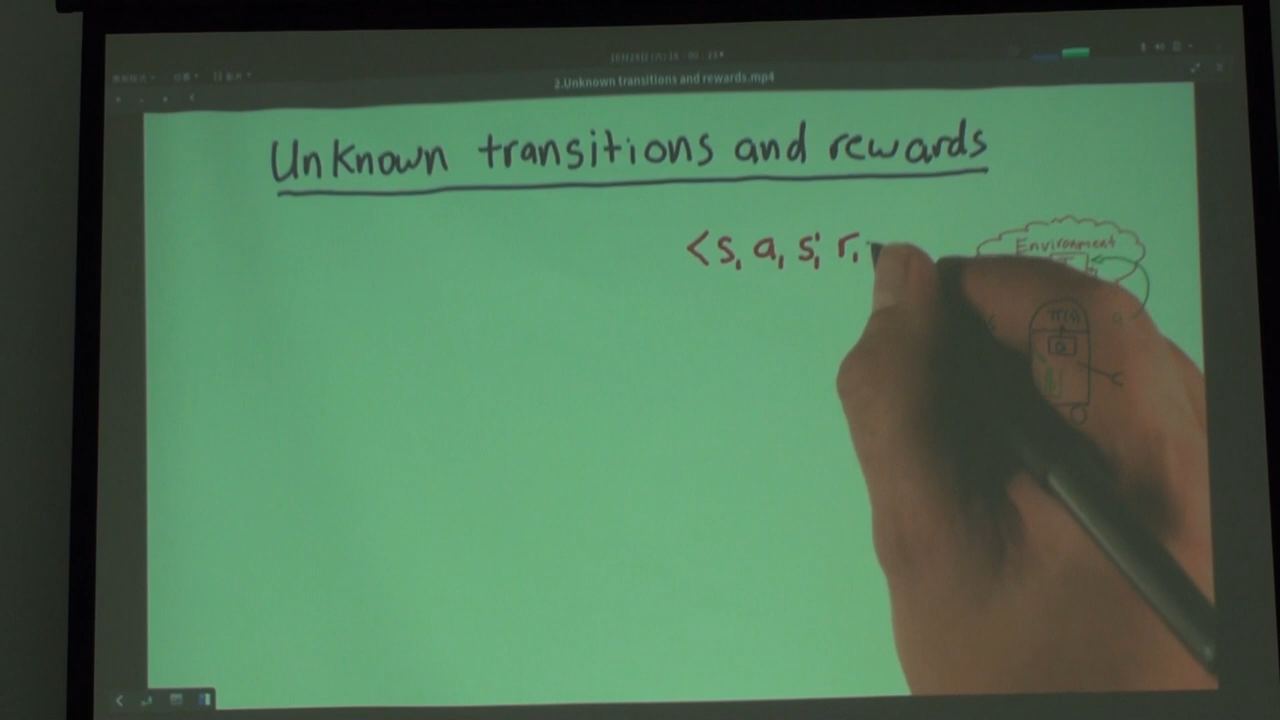 2.Unknown transitions and rewards.mp4
Unknown transitions and rewards
<s, a, s', r,
Environment
π(s)
Q